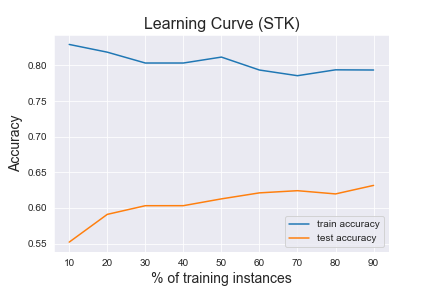 Learning Curve (STK)
Accuracy
0.80
0.75
0.70
0.65
0.60
0.55
train accuracy
test accuracy
10 20 30 40 50 60 70 80 90
% of training instances